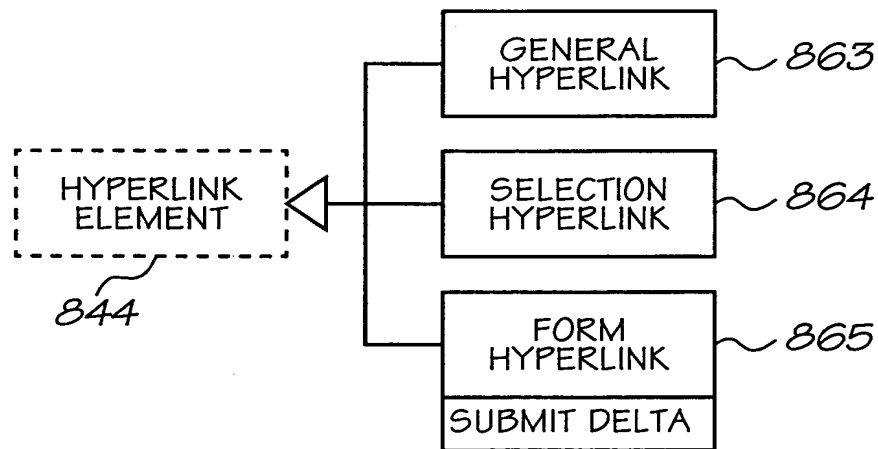 GENERAL
HYPERLINK
863
HYPERLINK
ELEMENT
844
SELECTION
HYPERLINK
864
FORM
HYPERLINK
865
SUBMIT DELTA